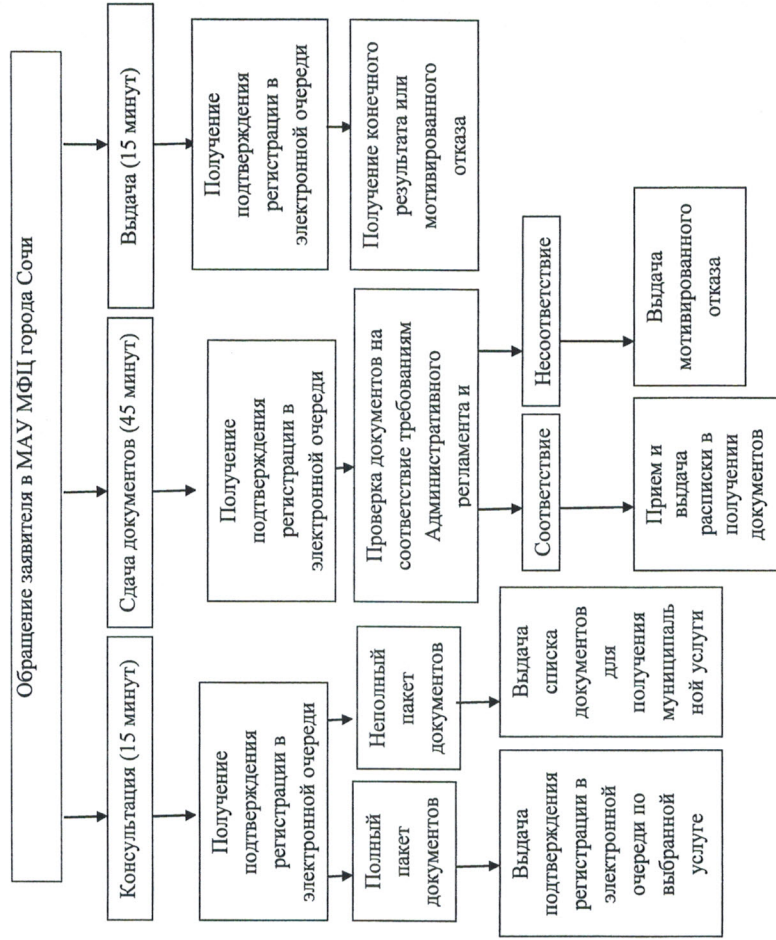 Обращение заявителя в МАУ МФЦ города Сочи
Консультация (15 минут)
Получение
подтверждения
регистрации в
электронной очереди
Полный
пакет
документов
Выдача
подтверждения
регистрации в
электронной
очереди по
выбранной
услуге
Неполный
пакет
документов
Выдача
списка
документов
для
получения
муниципаль
ной услуги
Сдача документов (45 минут)
Получение
подтверждения
регистрации в
электронной очереди
Проверка документов на
соответствие требованиям
Административного
регламента и
Соответствие
Прием и
выдача
расписки в
получении
документов
Несоответствие
Выдача
мотивированного
отказа
Выдача (15 минут)
Получение
подтверждения
регистрации в
электронной очереди
Получение конечного
результата или
мотивированного
отказа